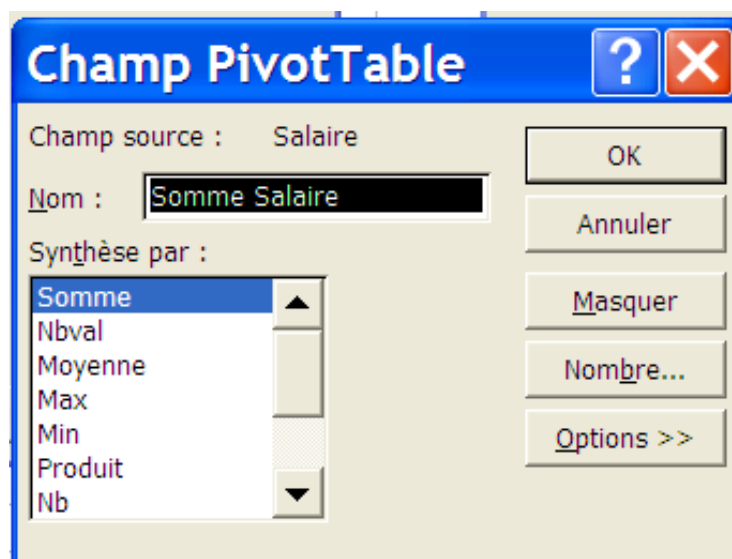 Champ PivotTable
Champ source : Salaire
Nom : Somme Salaire
Synthèse par :
Somme
Nbval
Moyenne
Max
Min
Produit
Nb
OK
Annuler
Masquer
Nombre...
Options >>